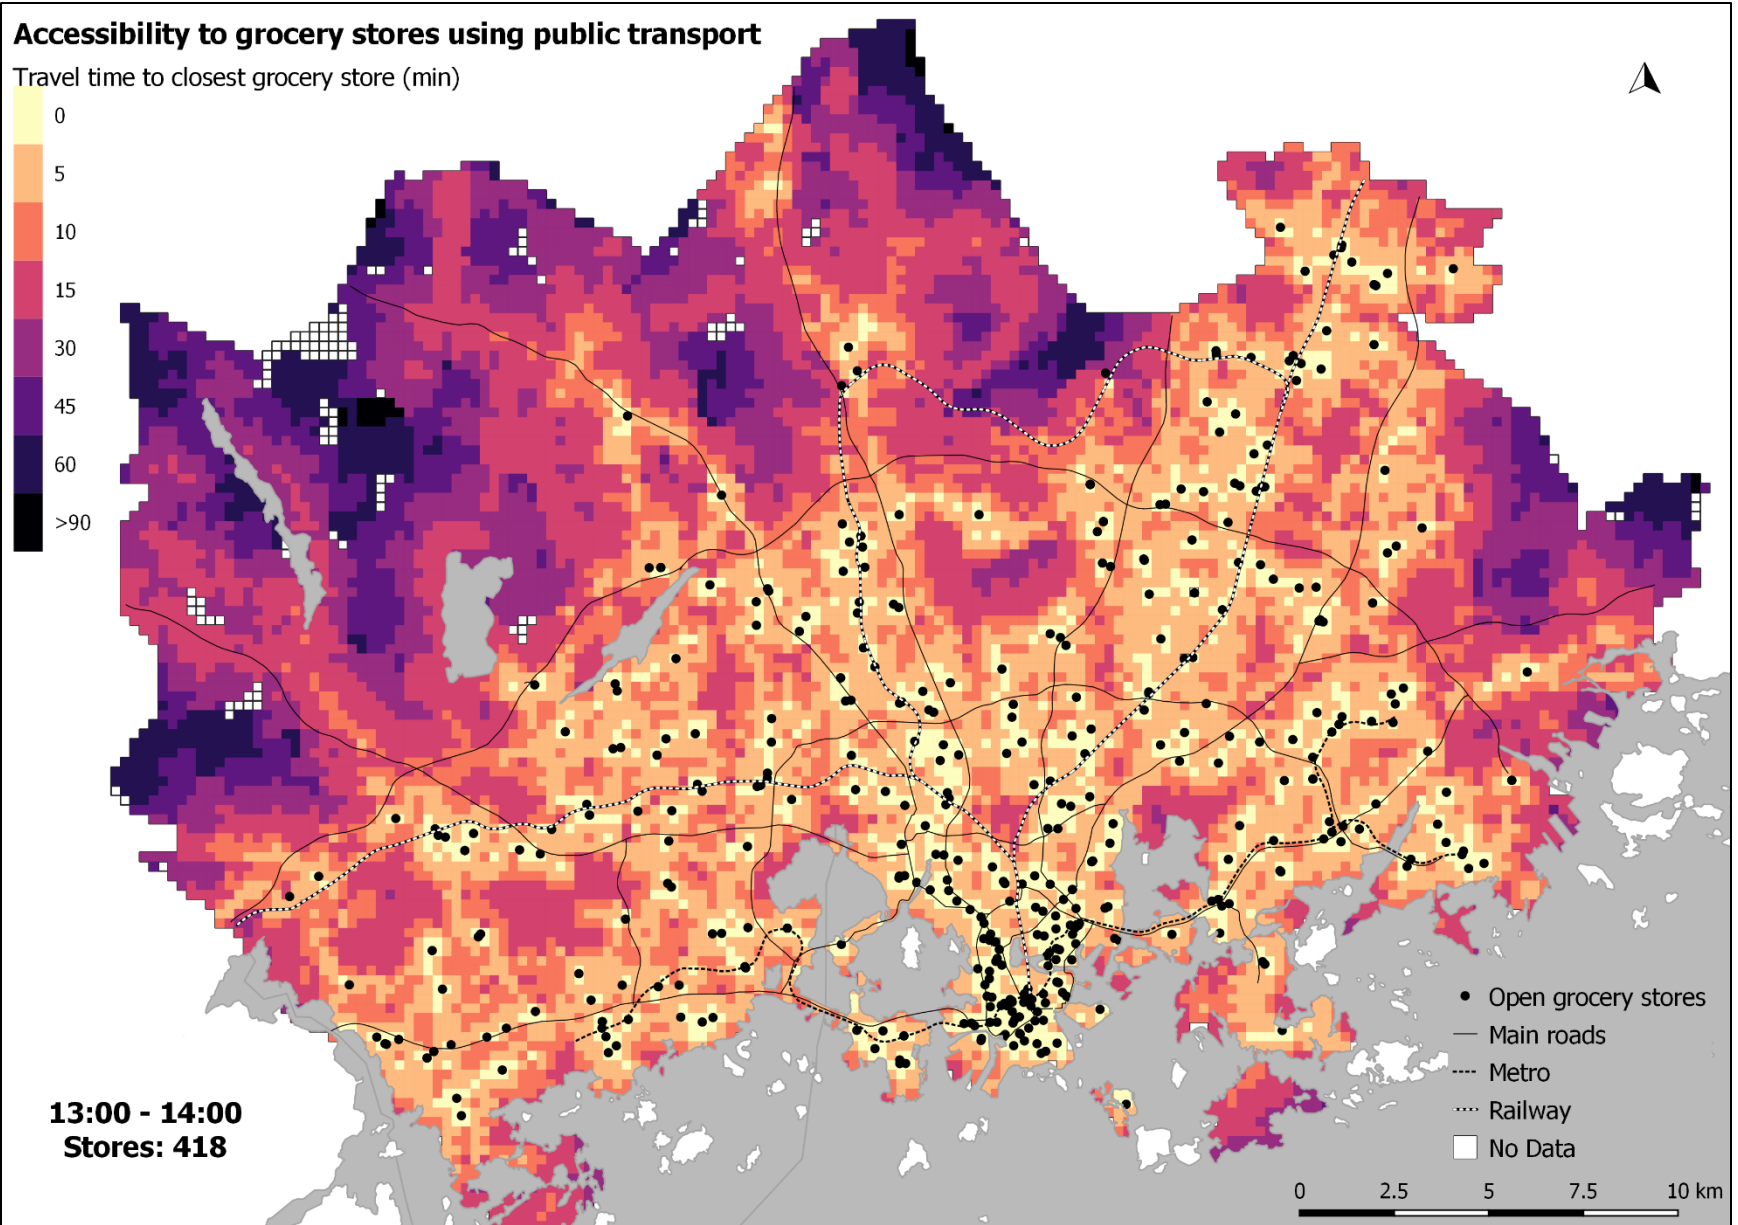 Accessibility to grocery stores using public transport
Travel time to closest grocery store (min)
0
5
10
15
30
45
60
>90
13:00 - 14:00
Stores: 418
Open grocery stores
Main roads
Metro
Railway
No Data
0 2.5 5 7.5 10 km